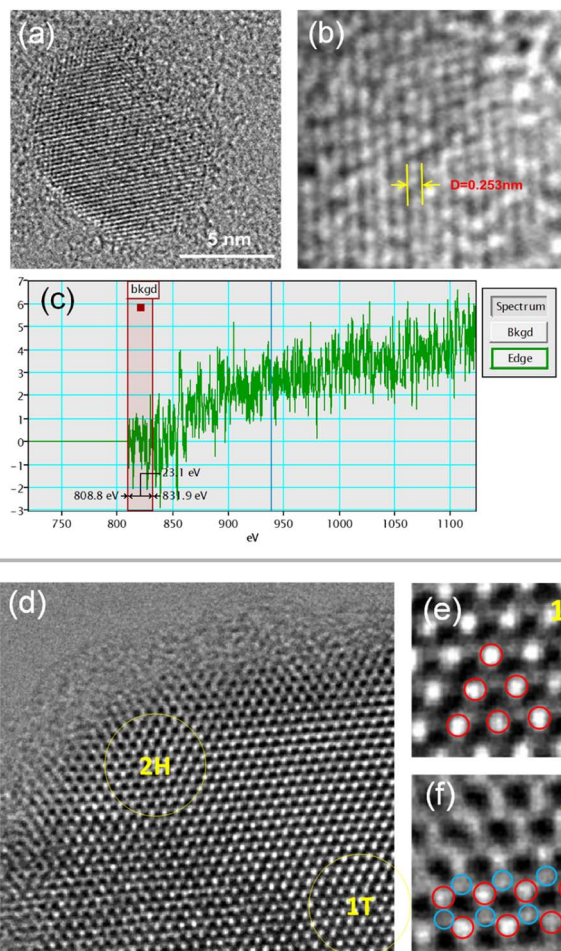 (a)
5 nm
(b)
D=0.253nm
(c)
bkgd
7
6
5
4
3
2
1
0
-1
-2
-3
23.1 eV
808.8 eV
831.9 eV
750 800 850 900 950 1000 1050 1100
eV
Spectrum
Bkgd
Edge
(d)
2H
1T
(e)
1
(f)